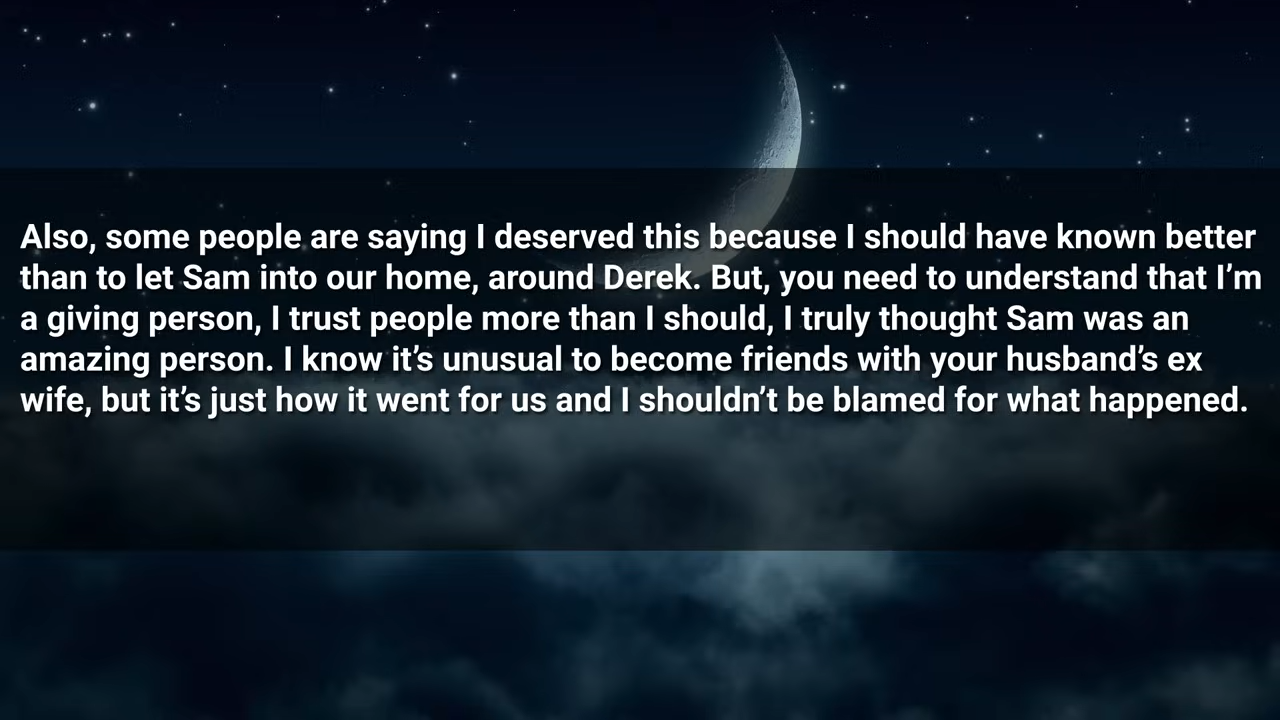 Also, some people are saying I deserved this because I should have known better
than to let Sam into our home, around Derek. But, you need to understand that I’m
a giving person, I trust people more than I should, I truly thought Sam was an
amazing person. I know it’s unusual to become friends with your husband’s ex
wife, but it’s just how it went for us and I shouldn’t be blamed for what happened.